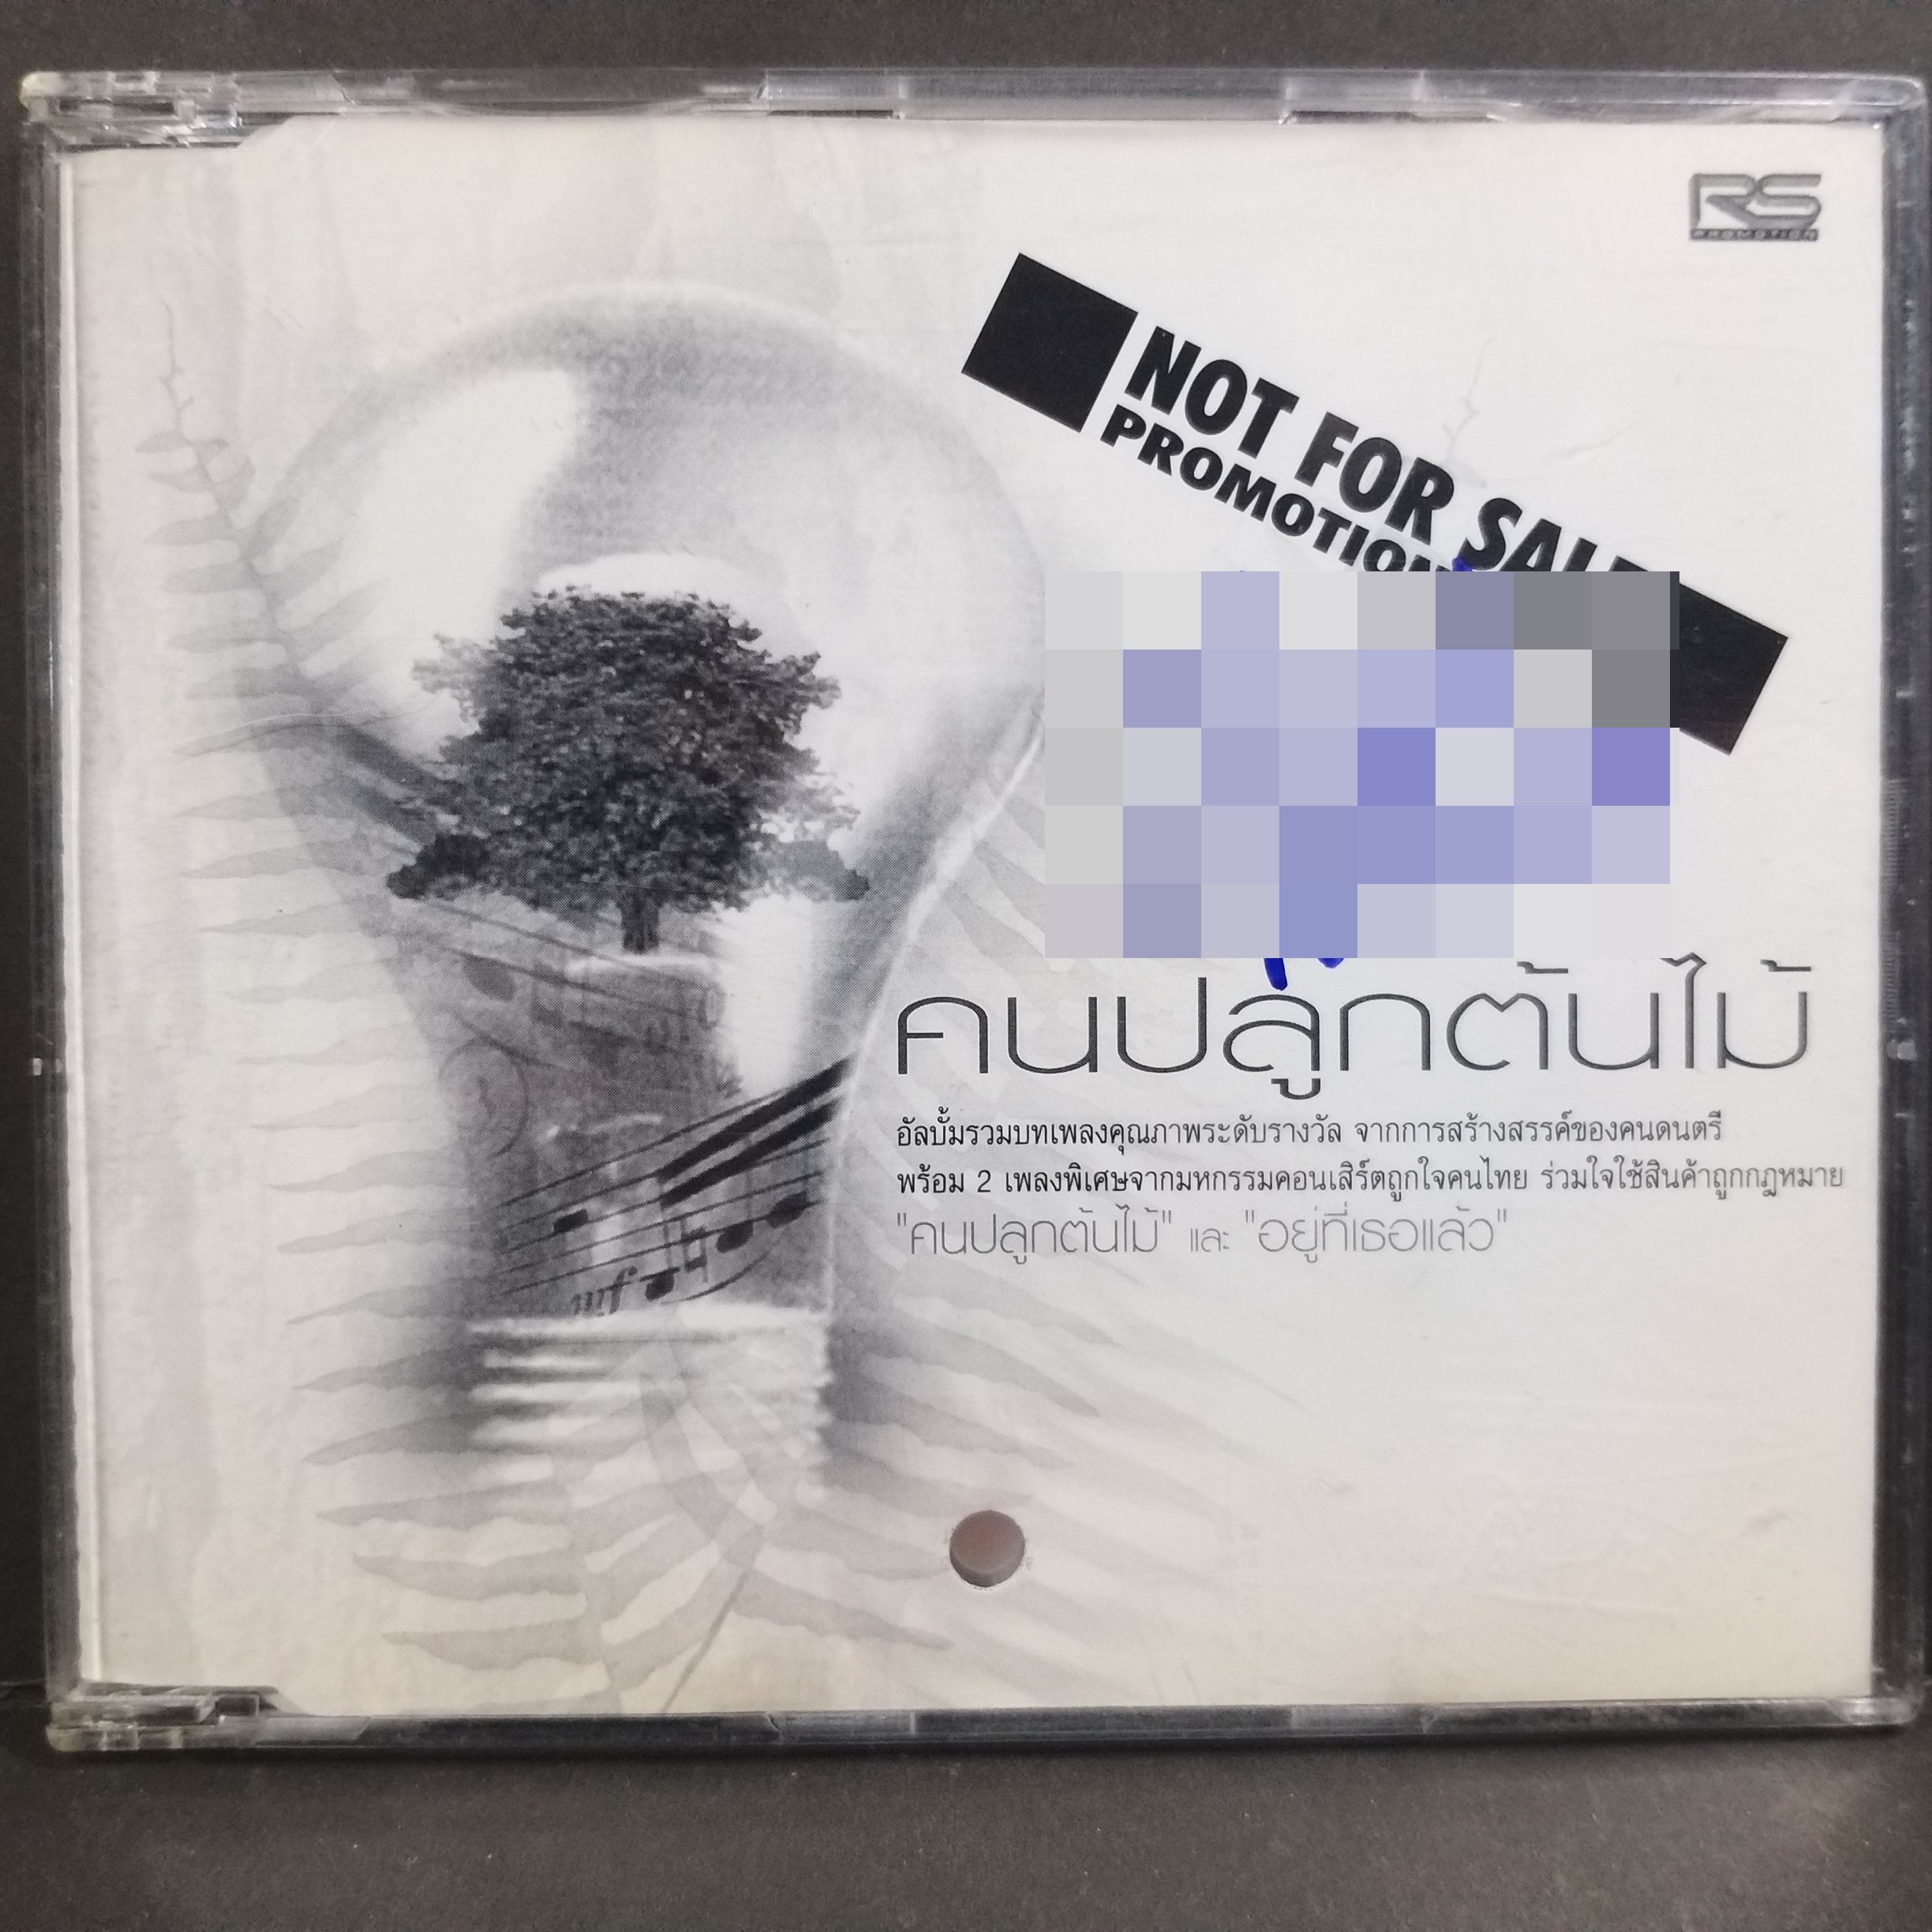 RS
PROMOTION
NOT FOR SALE
PROMOTION
คนปลูกต้นไม้
อัลบั้มรวมบทเพลงคุณภาพระดับรางวัล จากการสร้างสรรค์ของคนดนตรี
พร้อม 2 เพลงพิเศษจากมหกรรมคอนเสิร์ตถูกใจคนไทย ร่วมใจใช้สินค้าถูกกฎหมาย
"คนปลูกต้นไม้" และ "อยู่ที่เธอแล้ว"
mf